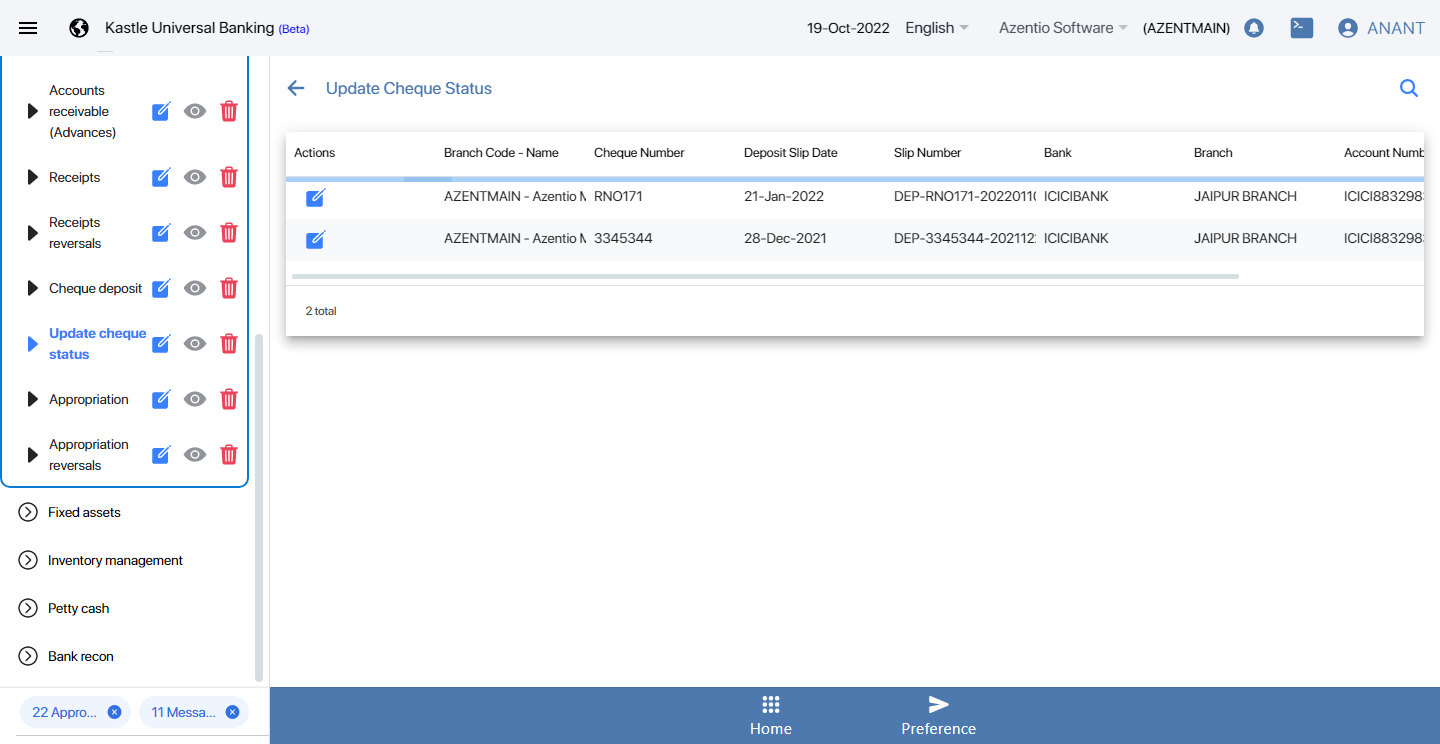 Kastle Universal Banking (Beta)
19-Oct-2022 English Azentio Software (AZENTMAIN) ANANT
Accounts
receivable
(Advances)
Receipts
Receipts
reversals
Cheque deposit
Update cheque
status
Appropriation
Appropriation
reversals
Fixed assets
Inventory management
Petty cash
Bank recon
22 Appro... 11 Messa...
Update Cheque Status
Actions Branch Code - Name Cheque Number Deposit Slip Date Slip Number Bank Branch Account Numb
AZENTMAIN - Azentio M RNO171 21-Jan-2022 DEP-RNO171-20220110 ICICIBANK JAIPUR BRANCH ICICI8832983
AZENTMAIN - Azentio M 3345344 28-Dec-2021 DEP-3345344-202112 ICICIBANK JAIPUR BRANCH ICICI8832983
2 total
Home Preference